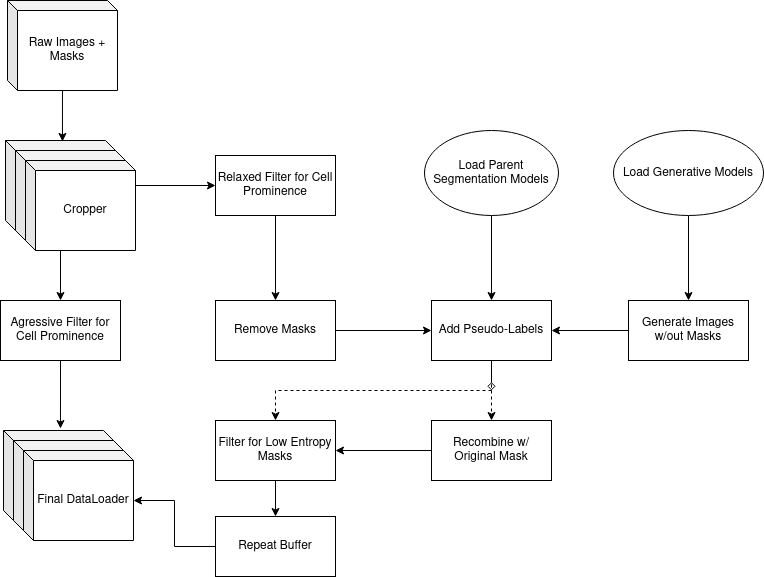 Raw Images +
Masks
Cropper
Relaxed Filter for Cell
Prominence
Load Parent
Segmentation Models
Load Generative Models
Agressive Filter for
Cell Prominence
Remove Masks
Add Pseudo-Labels
Generate Images
w/out Masks
Filter for Low Entropy
Masks
Recombine w/
Original Mask
Final DataLoader
Repeat Buffer